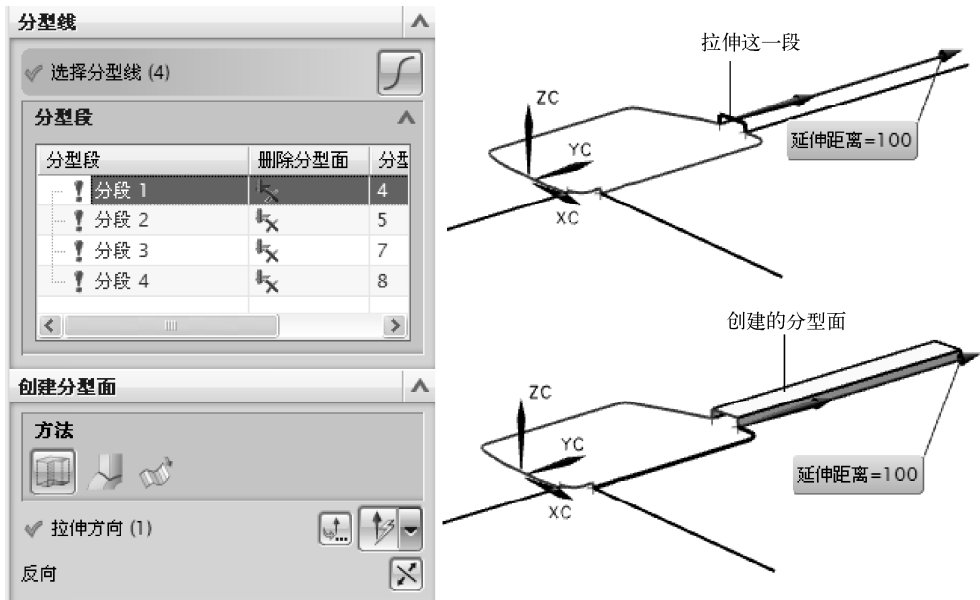 分型线
选择分型线 (4)
分型段
分型段 删除分型面 分型
分段 1 4
分段 2 5
分段 3 7
分段 4 8
创建分型面
方法
拉伸方向 (1)
反向
拉伸这一段
ZC
YC
XC
延伸距离=100
创建的分型面
ZC
YC
XC
延伸距离=100